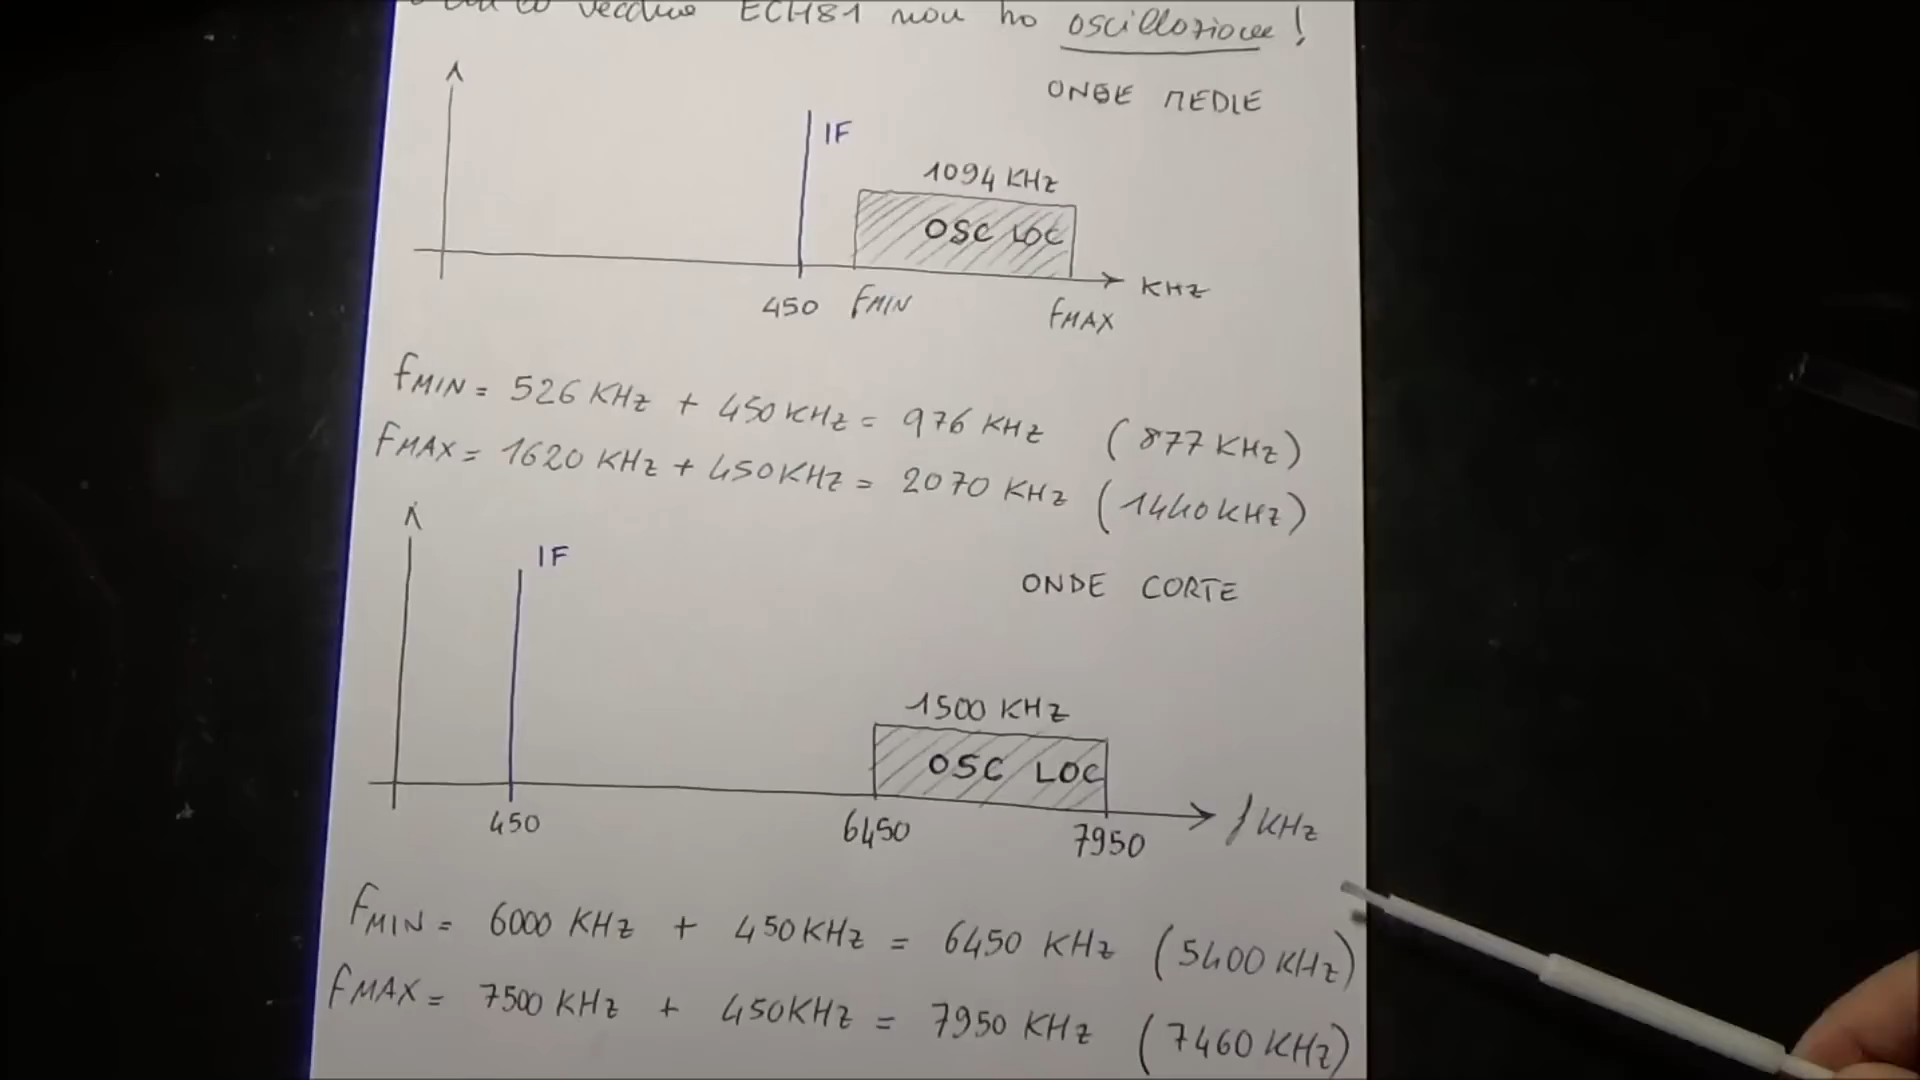 vecchio ECH81 non ho oscillazione!
ONDE MEDIE
IF
1094 KHz
OSC LOC
KHz
450 fMIN fMAX
fMIN = 526 KHz + 450 KHz = 976 KHz (877 KHz)
FMAX = 1620 KHz + 450 KHz = 2070 KHz (1440 KHz)
IF
ONDE CORTE
1500 KHz
OSC LOC
450 6450 7950 f KHz
FMIN = 6000 KHz + 450 KHz = 6450 KHz (5400 KHz)
fMAX = 7500 KHz + 450 KHz = 7950 KHz (7460 KHz)